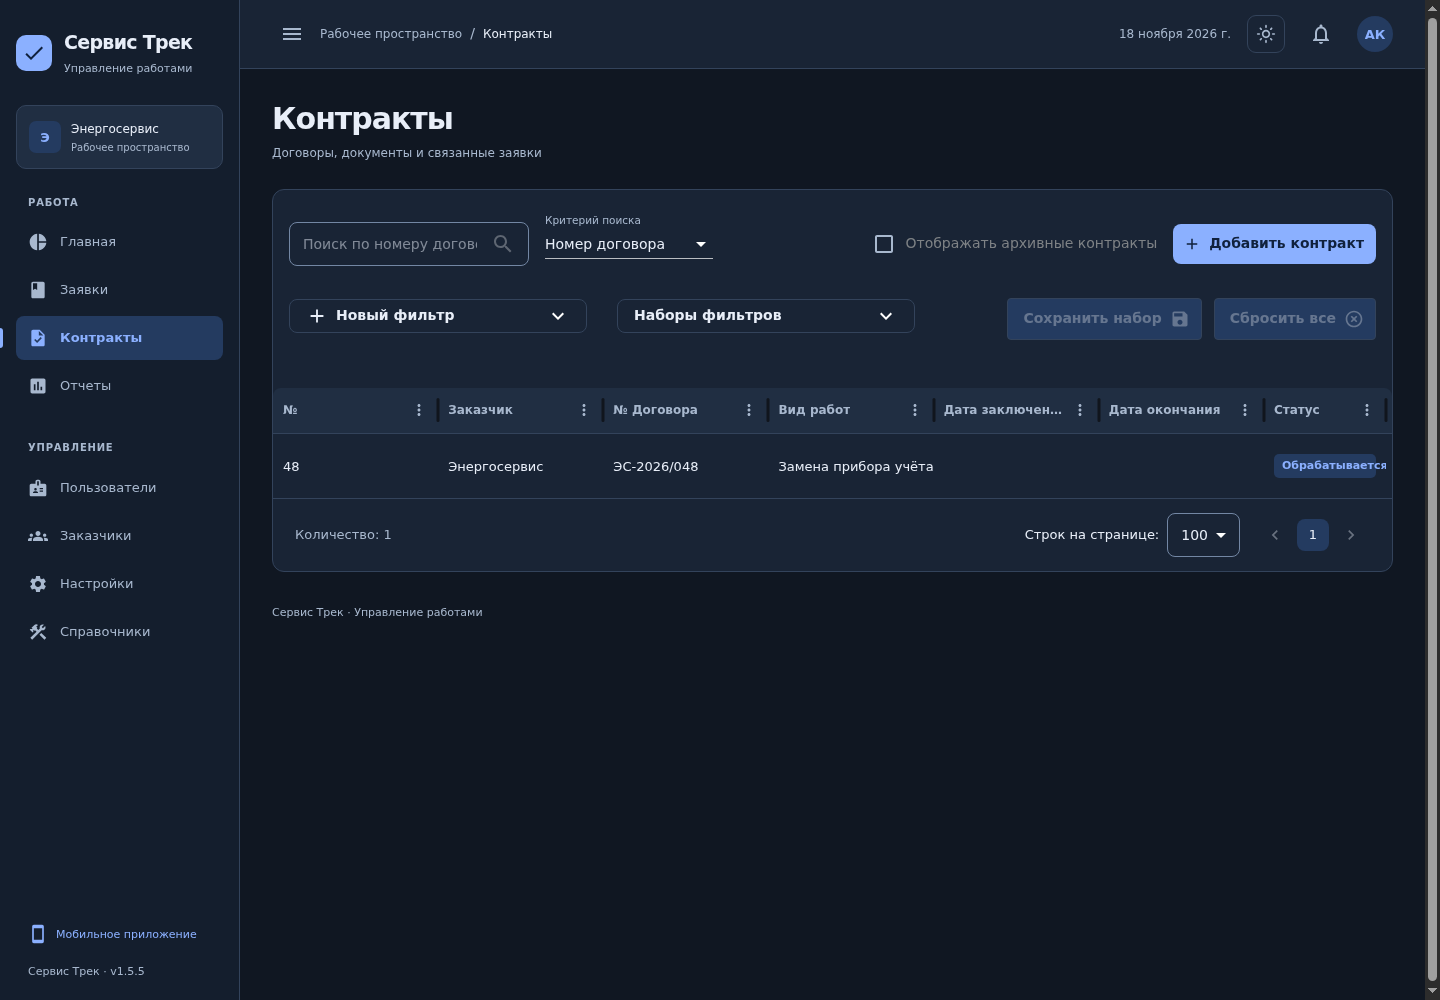 Сервис Трек
Управление работами
Э
Энергосервис
Рабочее пространство
РАБОТА
Главная
Заявки
Контракты
Отчеты
УПРАВЛЕНИЕ
Пользователи
Заказчики
Настройки
Справочники
Мобильное приложение
Сервис Трек · v1.5.5
Рабочее пространство / Контракты
18 ноября 2026 г.
АК
Контракты
Договоры, документы и связанные заявки
Поиск по номеру догов
Критерий поиска
Номер договора
Отображать архивные контракты
Добавить контракт
Новый фильтр
Наборы фильтров
Сохранить набор
Сбросить все
№ Заказчик № Договора Вид работ Дата заключен... Дата окончания Статус
48 Энергосервис ЭС-2026/048 Замена прибора учёта Обрабатывается
Количество: 1
Строк на странице: 100
1
Сервис Трек · Управление работами